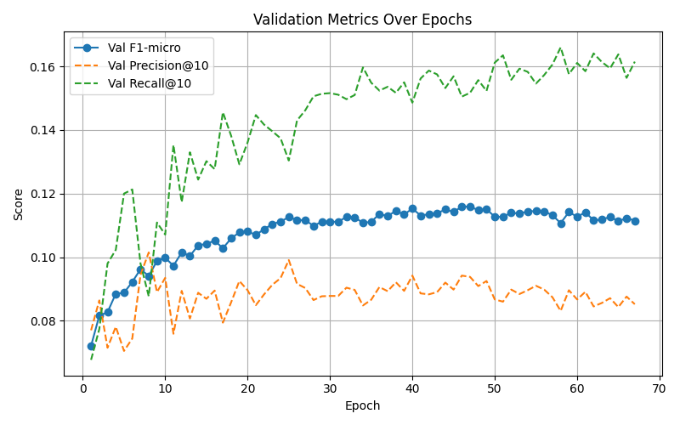 Validation Metrics Over Epochs
Val F1-micro
Val Precision@10
Val Recall@10
0.16
0.14
0.12
0.10
0.08
Score
0 10 20 30 40 50 60 70
Epoch